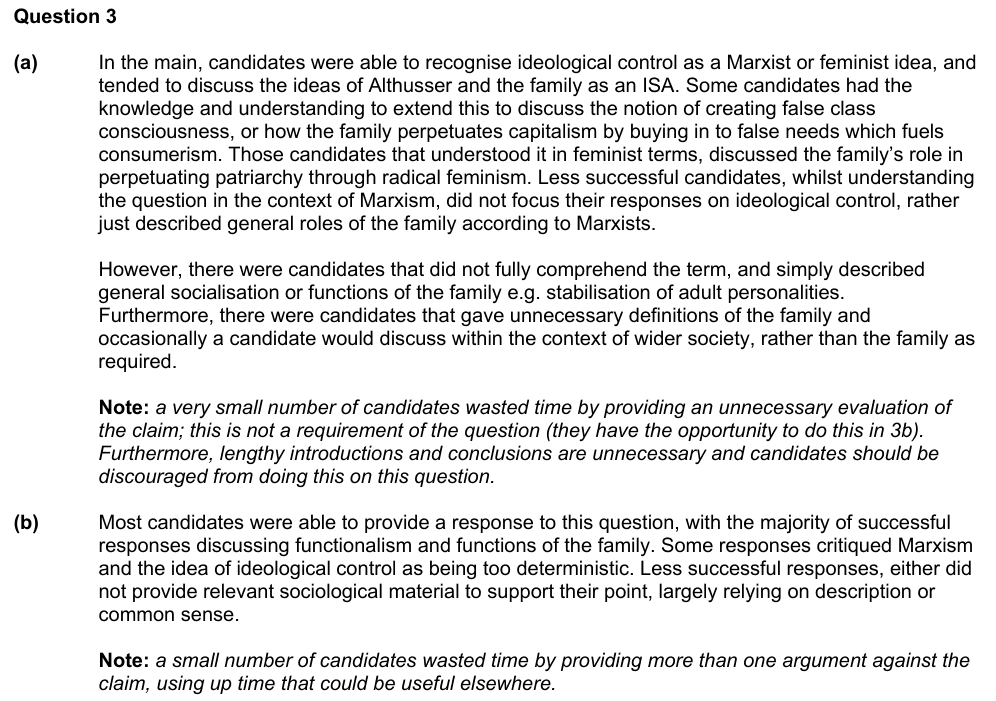 Question 3
(a) In the main, candidates were able to recognise ideological control as a Marxist or feminist idea, and
tended to discuss the ideas of Althusser and the family as an ISA. Some candidates had the
knowledge and understanding to extend this to discuss the notion of creating false class
consciousness, or how the family perpetuates capitalism by buying in to false needs which fuels
consumerism. Those candidates that understood it in feminist terms, discussed the family's role in
perpetuating patriarchy through radical feminism. Less successful candidates, whilst understanding
the question in the context of Marxism, did not focus their responses on ideological control, rather
just described general roles of the family according to Marxists.
However, there were candidates that did not fully comprehend the term, and simply described
general socialisation or functions of the family e.g. stabilisation of adult personalities.
Furthermore, there were candidates that gave unnecessary definitions of the family and
occasionally a candidate would discuss within the context of wider society, rather than the family as
required.
Note: a very small number of candidates wasted time by providing an unnecessary evaluation of
the claim; this is not a requirement of the question (they have the opportunity to do this in 3b).
Furthermore, lengthy introductions and conclusions are unnecessary and candidates should be
discouraged from doing this on this question.
(b) Most candidates were able to provide a response to this question, with the majority of successful
responses discussing functionalism and functions of the family. Some responses critiqued Marxism
and the idea of ideological control as being too deterministic. Less successful responses, either did
not provide relevant sociological material to support their point, largely relying on description or
common sense.
Note: a small number of candidates wasted time by providing more than one argument against the
claim, using up time that could be useful elsewhere.